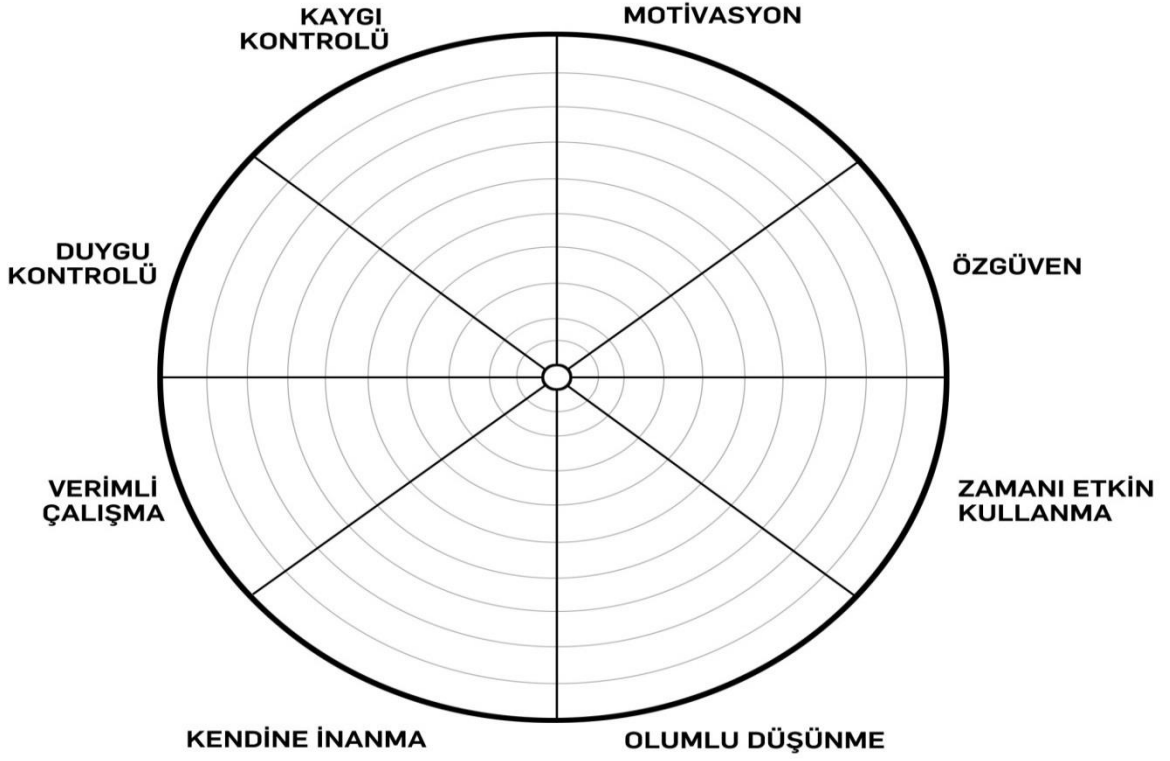 KAYGI
KONTROLÜ
MOTİVASYON
DUYGU
KONTROLÜ
ÖZGÜVEN
VERİMLİ
ÇALIŞMA
ZAMANI ETKİN
KULLANMA
KENDİNE İNANMA
OLUMLU DÜŞÜNME